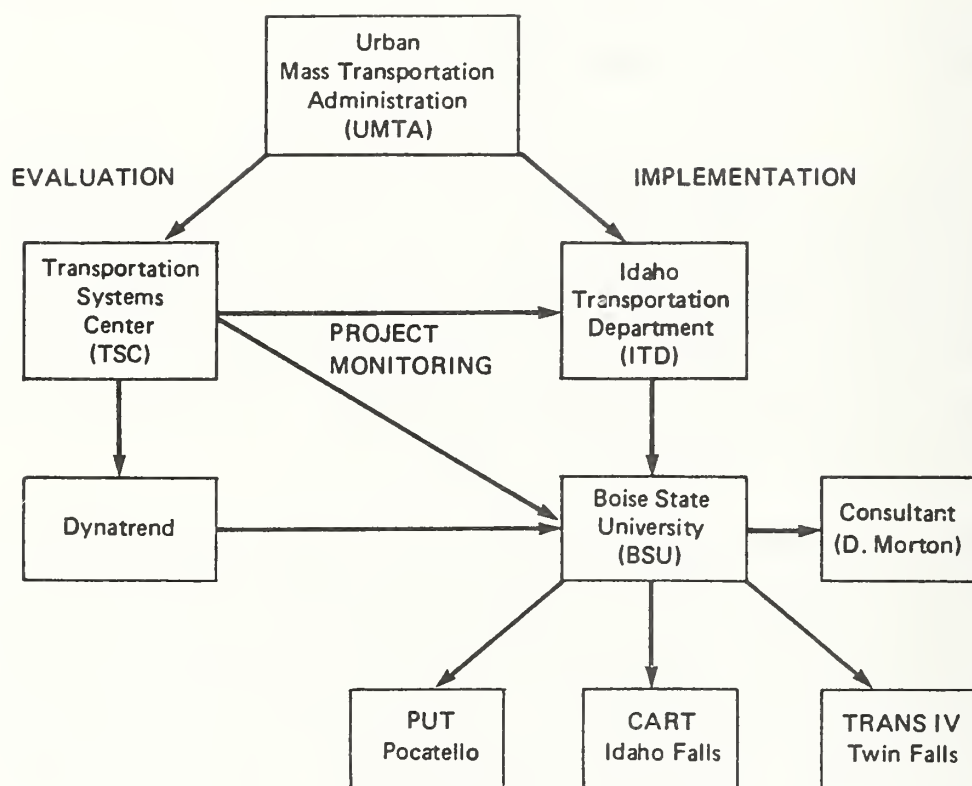 Urban
Mass Transportation
Administration
(UMTA)
EVALUATION
IMPLEMENTATION
Transportation
Systems
Center
(TSC)
PROJECT
MONITORING
Idaho
Transportation
Department
(ITD)
Dynatrend
Boise State
University
(BSU)
Consultant
(D. Morton)
PUT
Pocatello
CART
Idaho Falls
TRANS IV
Twin Falls